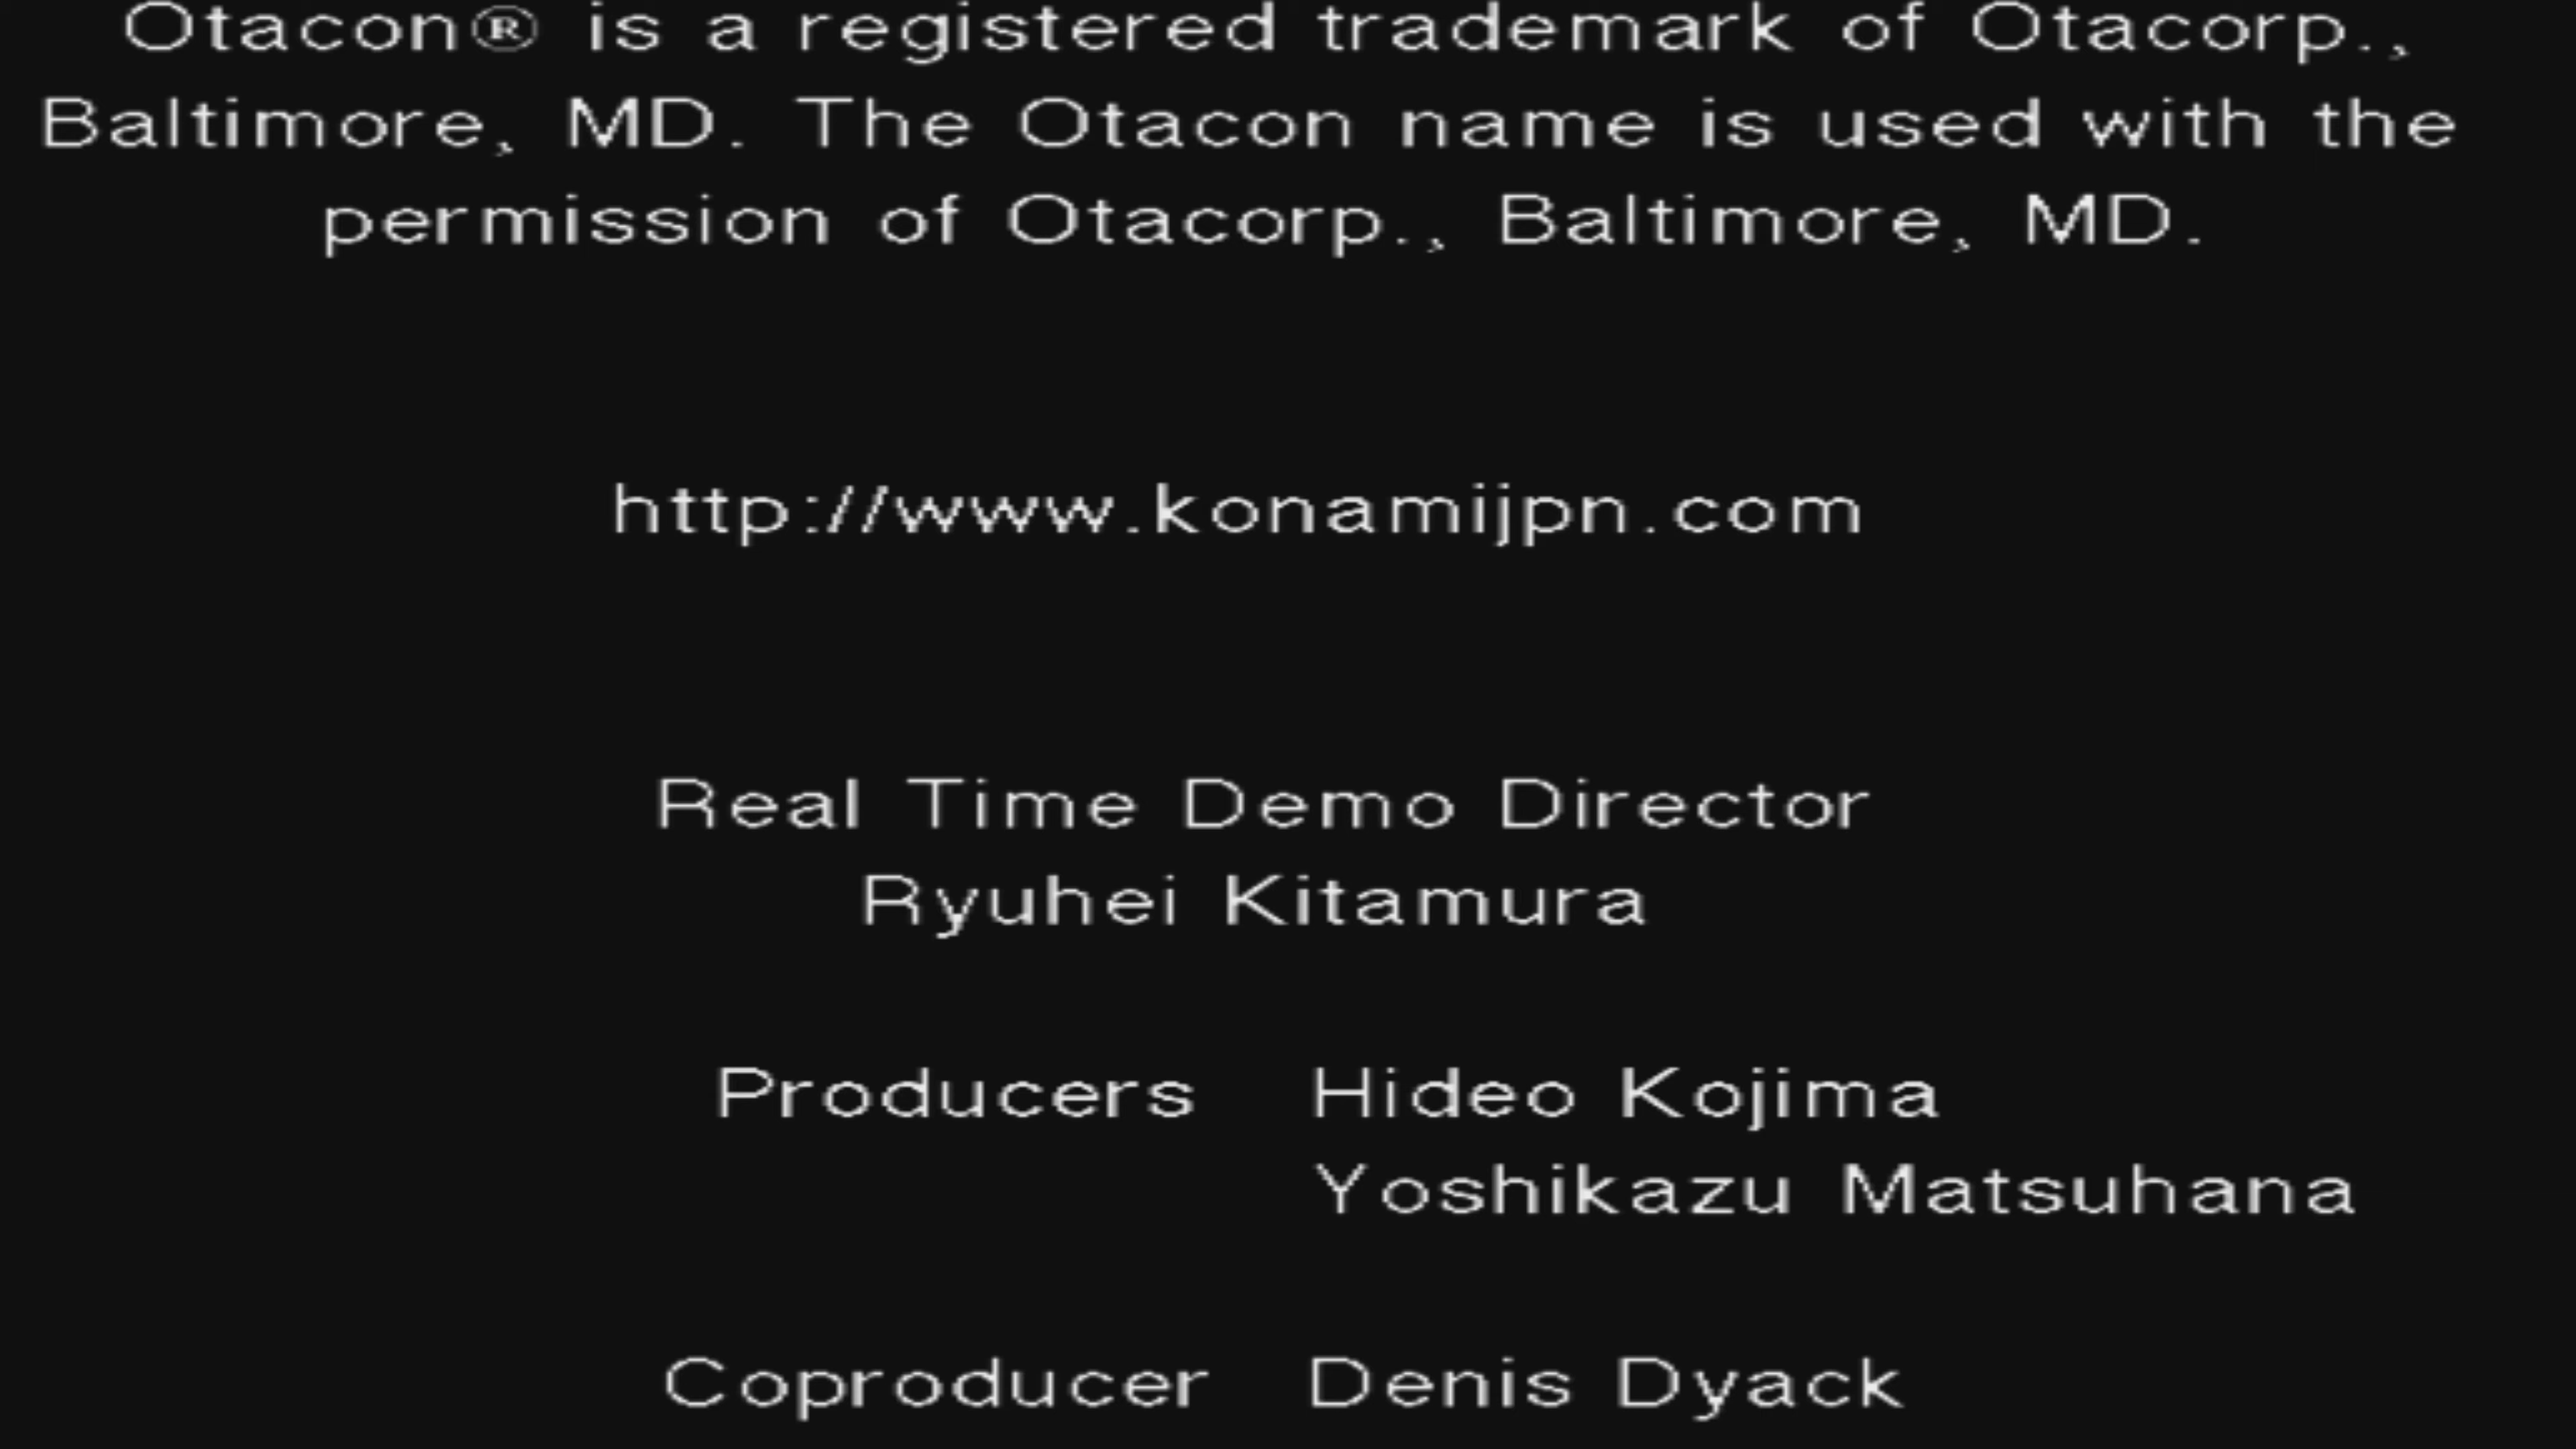 Otacon® is a registered trademark of Otacorp.,
Baltimore, MD. The Otacon name is used with the
permission of Otacorp., Baltimore, MD.
http://www.konamijpn.com
Real Time Demo Director
Ryuhei Kitamura
Producers Hideo Kojima
Yoshikazu Matsuhana
Coproducer Denis Dyack